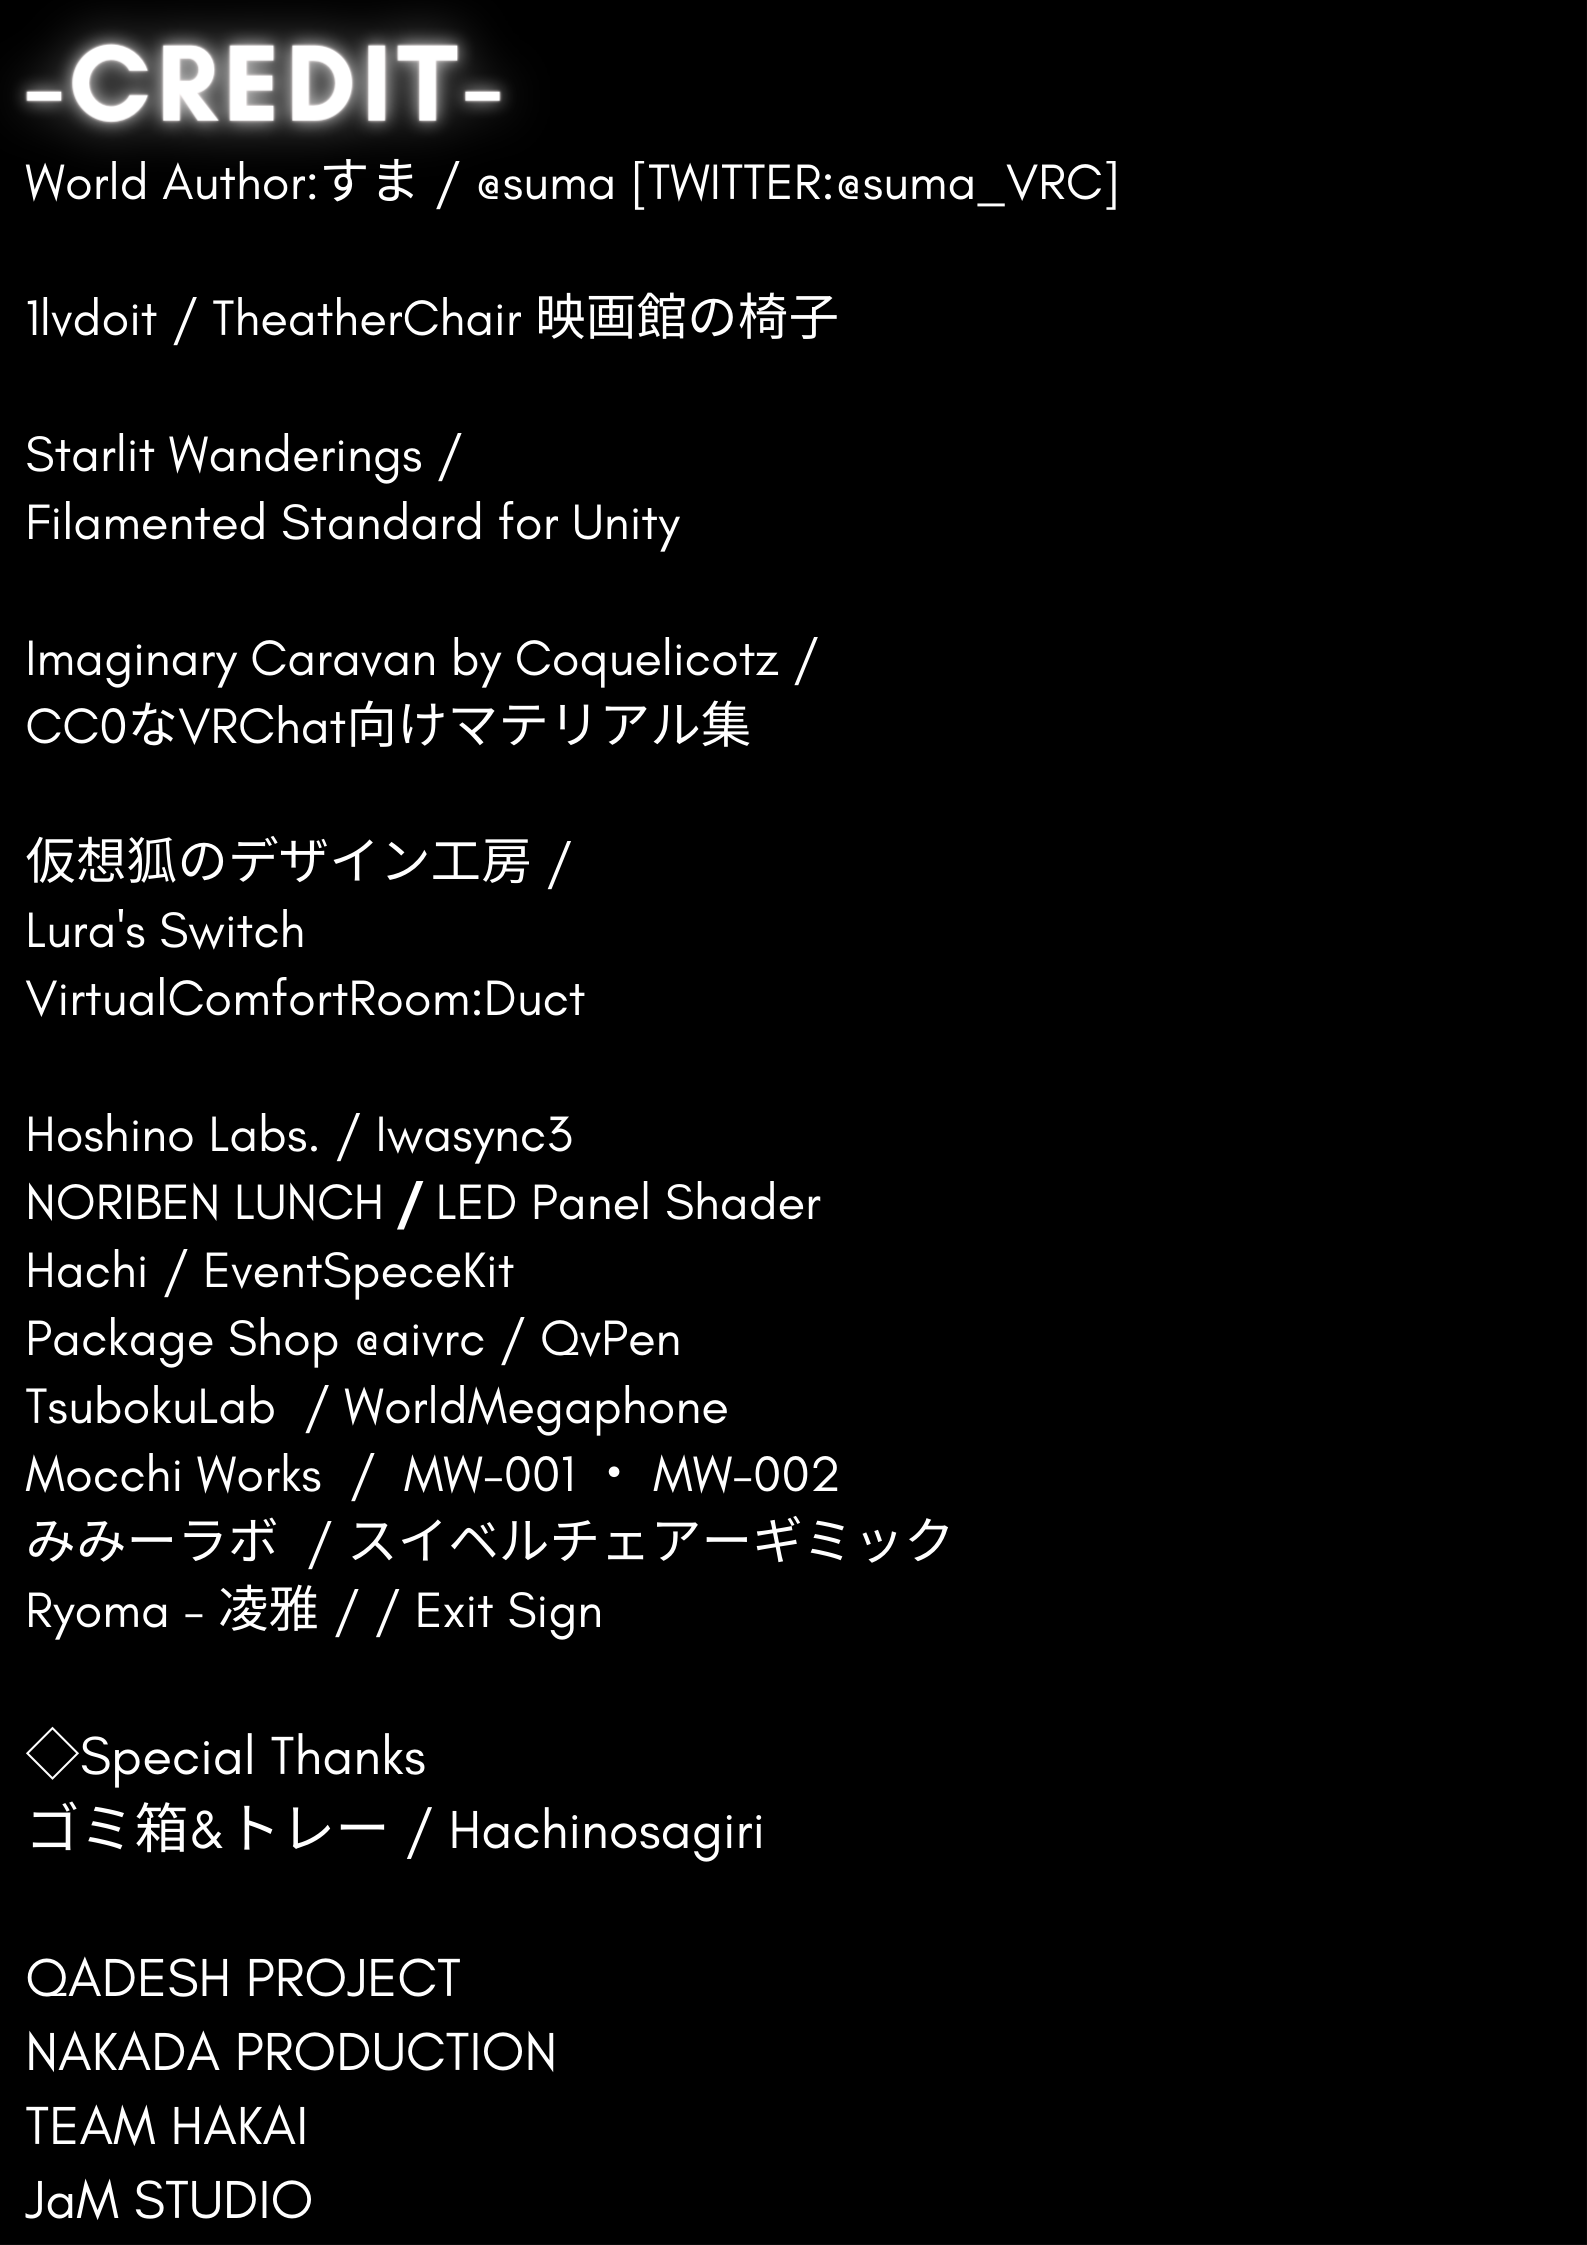 -CREDIT-
World Author:すま / @suma [TWITTER:@suma_VRC]
1lvdoit / TheatherChair 映画館の椅子
Starlit Wanderings /
Filamented Standard for Unity
Imaginary Caravan by Coquelicotz /
CC0なVRChat向けマテリアル集
仮想狐のデザイン工房 /
Lura's Switch
VirtualComfortRoom:Duct
Hoshino Labs. / Iwasync3
NORIBEN LUNCH / LED Panel Shader
Hachi / EventSpeceKit
Package Shop @aivrc / QvPen
TsubokuLab / WorldMegaphone
Mocchi Works / MW-001 ・ MW-002
みみーラボ / スイベルチェアーギミック
Ryoma - 凌雅 / / Exit Sign
◇Special Thanks
ゴミ箱&トレー / Hachinosagiri
QADESH PROJECT
NAKADA PRODUCTION
TEAM HAKAI
JaM STUDIO